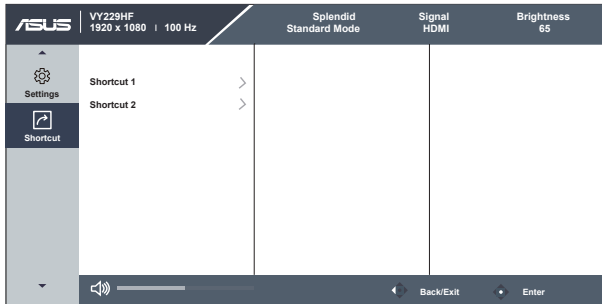 ASUS
VY229HF
1920 x 1080 | 100 Hz
Splendid
Standard Mode
Signal
HDMI
Brightness
65
Settings
Shortcut
Shortcut 1
Shortcut 2
Back/Exit
Enter